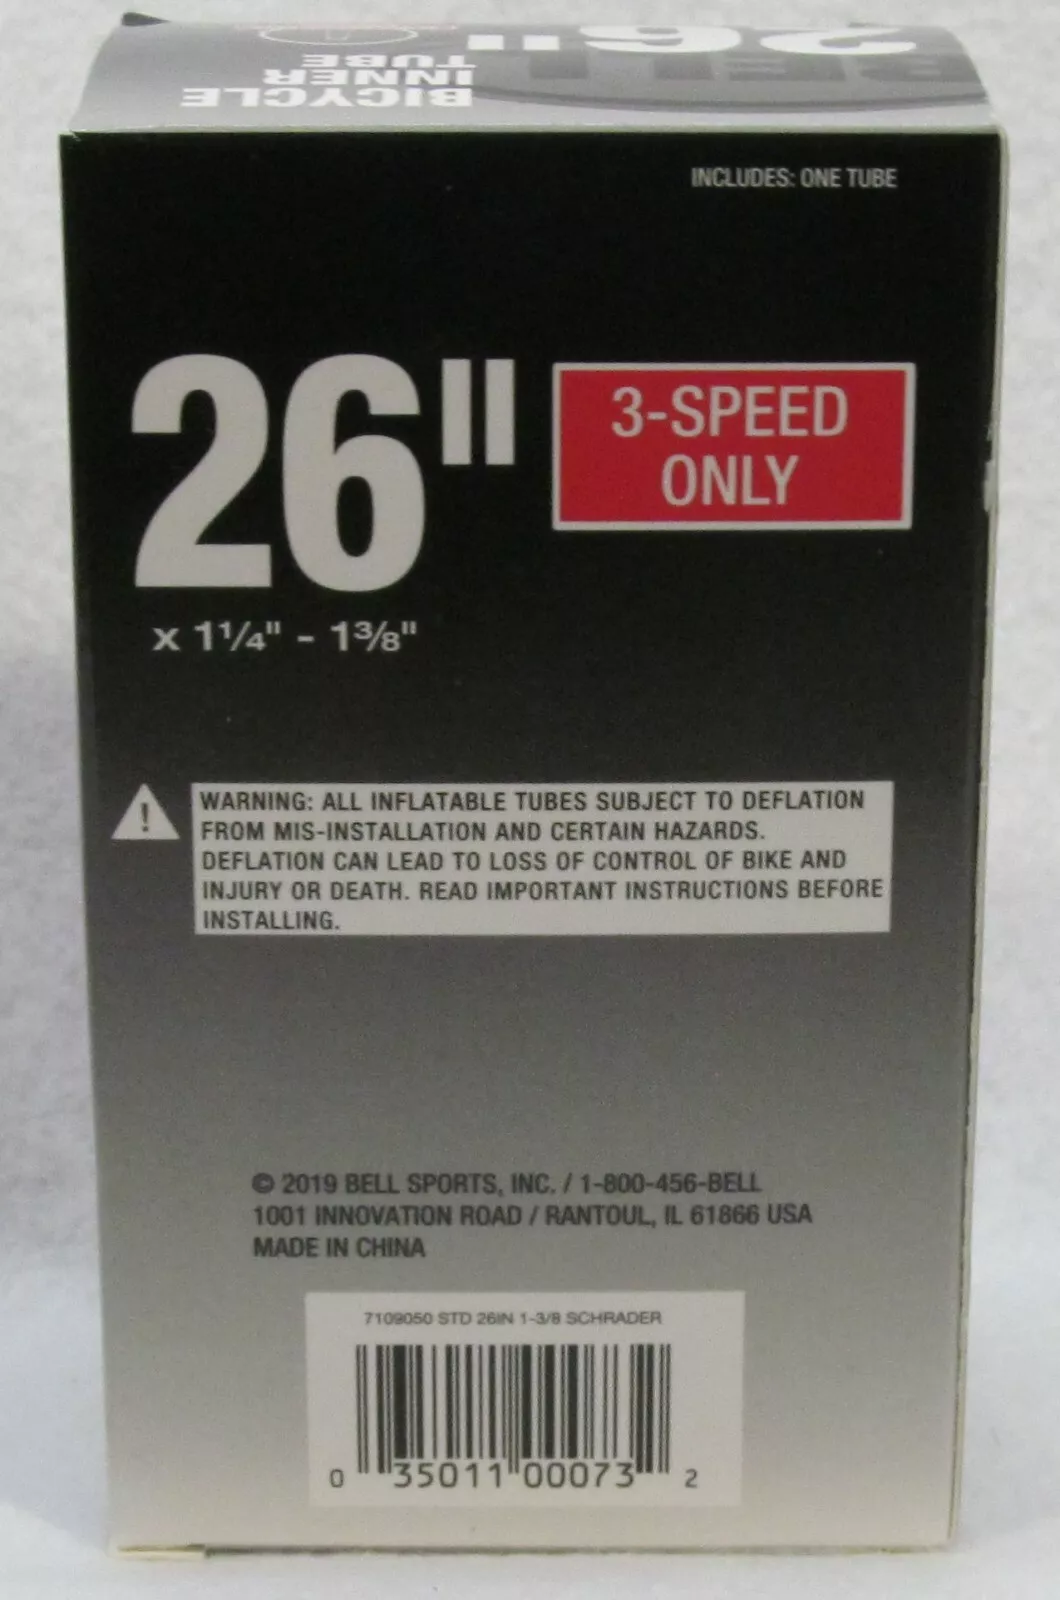 26"
BICYCLE
INNER
TUBE
INCLUDES: ONE TUBE
26"
3-SPEED
ONLY
x 1¼" - 1⅜"
!
WARNING: ALL INFLATABLE TUBES SUBJECT TO DEFLATION
FROM MIS-INSTALLATION AND CERTAIN HAZARDS.
DEFLATION CAN LEAD TO LOSS OF CONTROL OF BIKE AND
INJURY OR DEATH. READ IMPORTANT INSTRUCTIONS BEFORE
INSTALLING.
© 2019 BELL SPORTS, INC. / 1-800-456-BELL
1001 INNOVATION ROAD / RANTOUL, IL 61866 USA
MADE IN CHINA
7109050 STD 26IN 1-3/8 SCHRADER
0 35011 00073 2